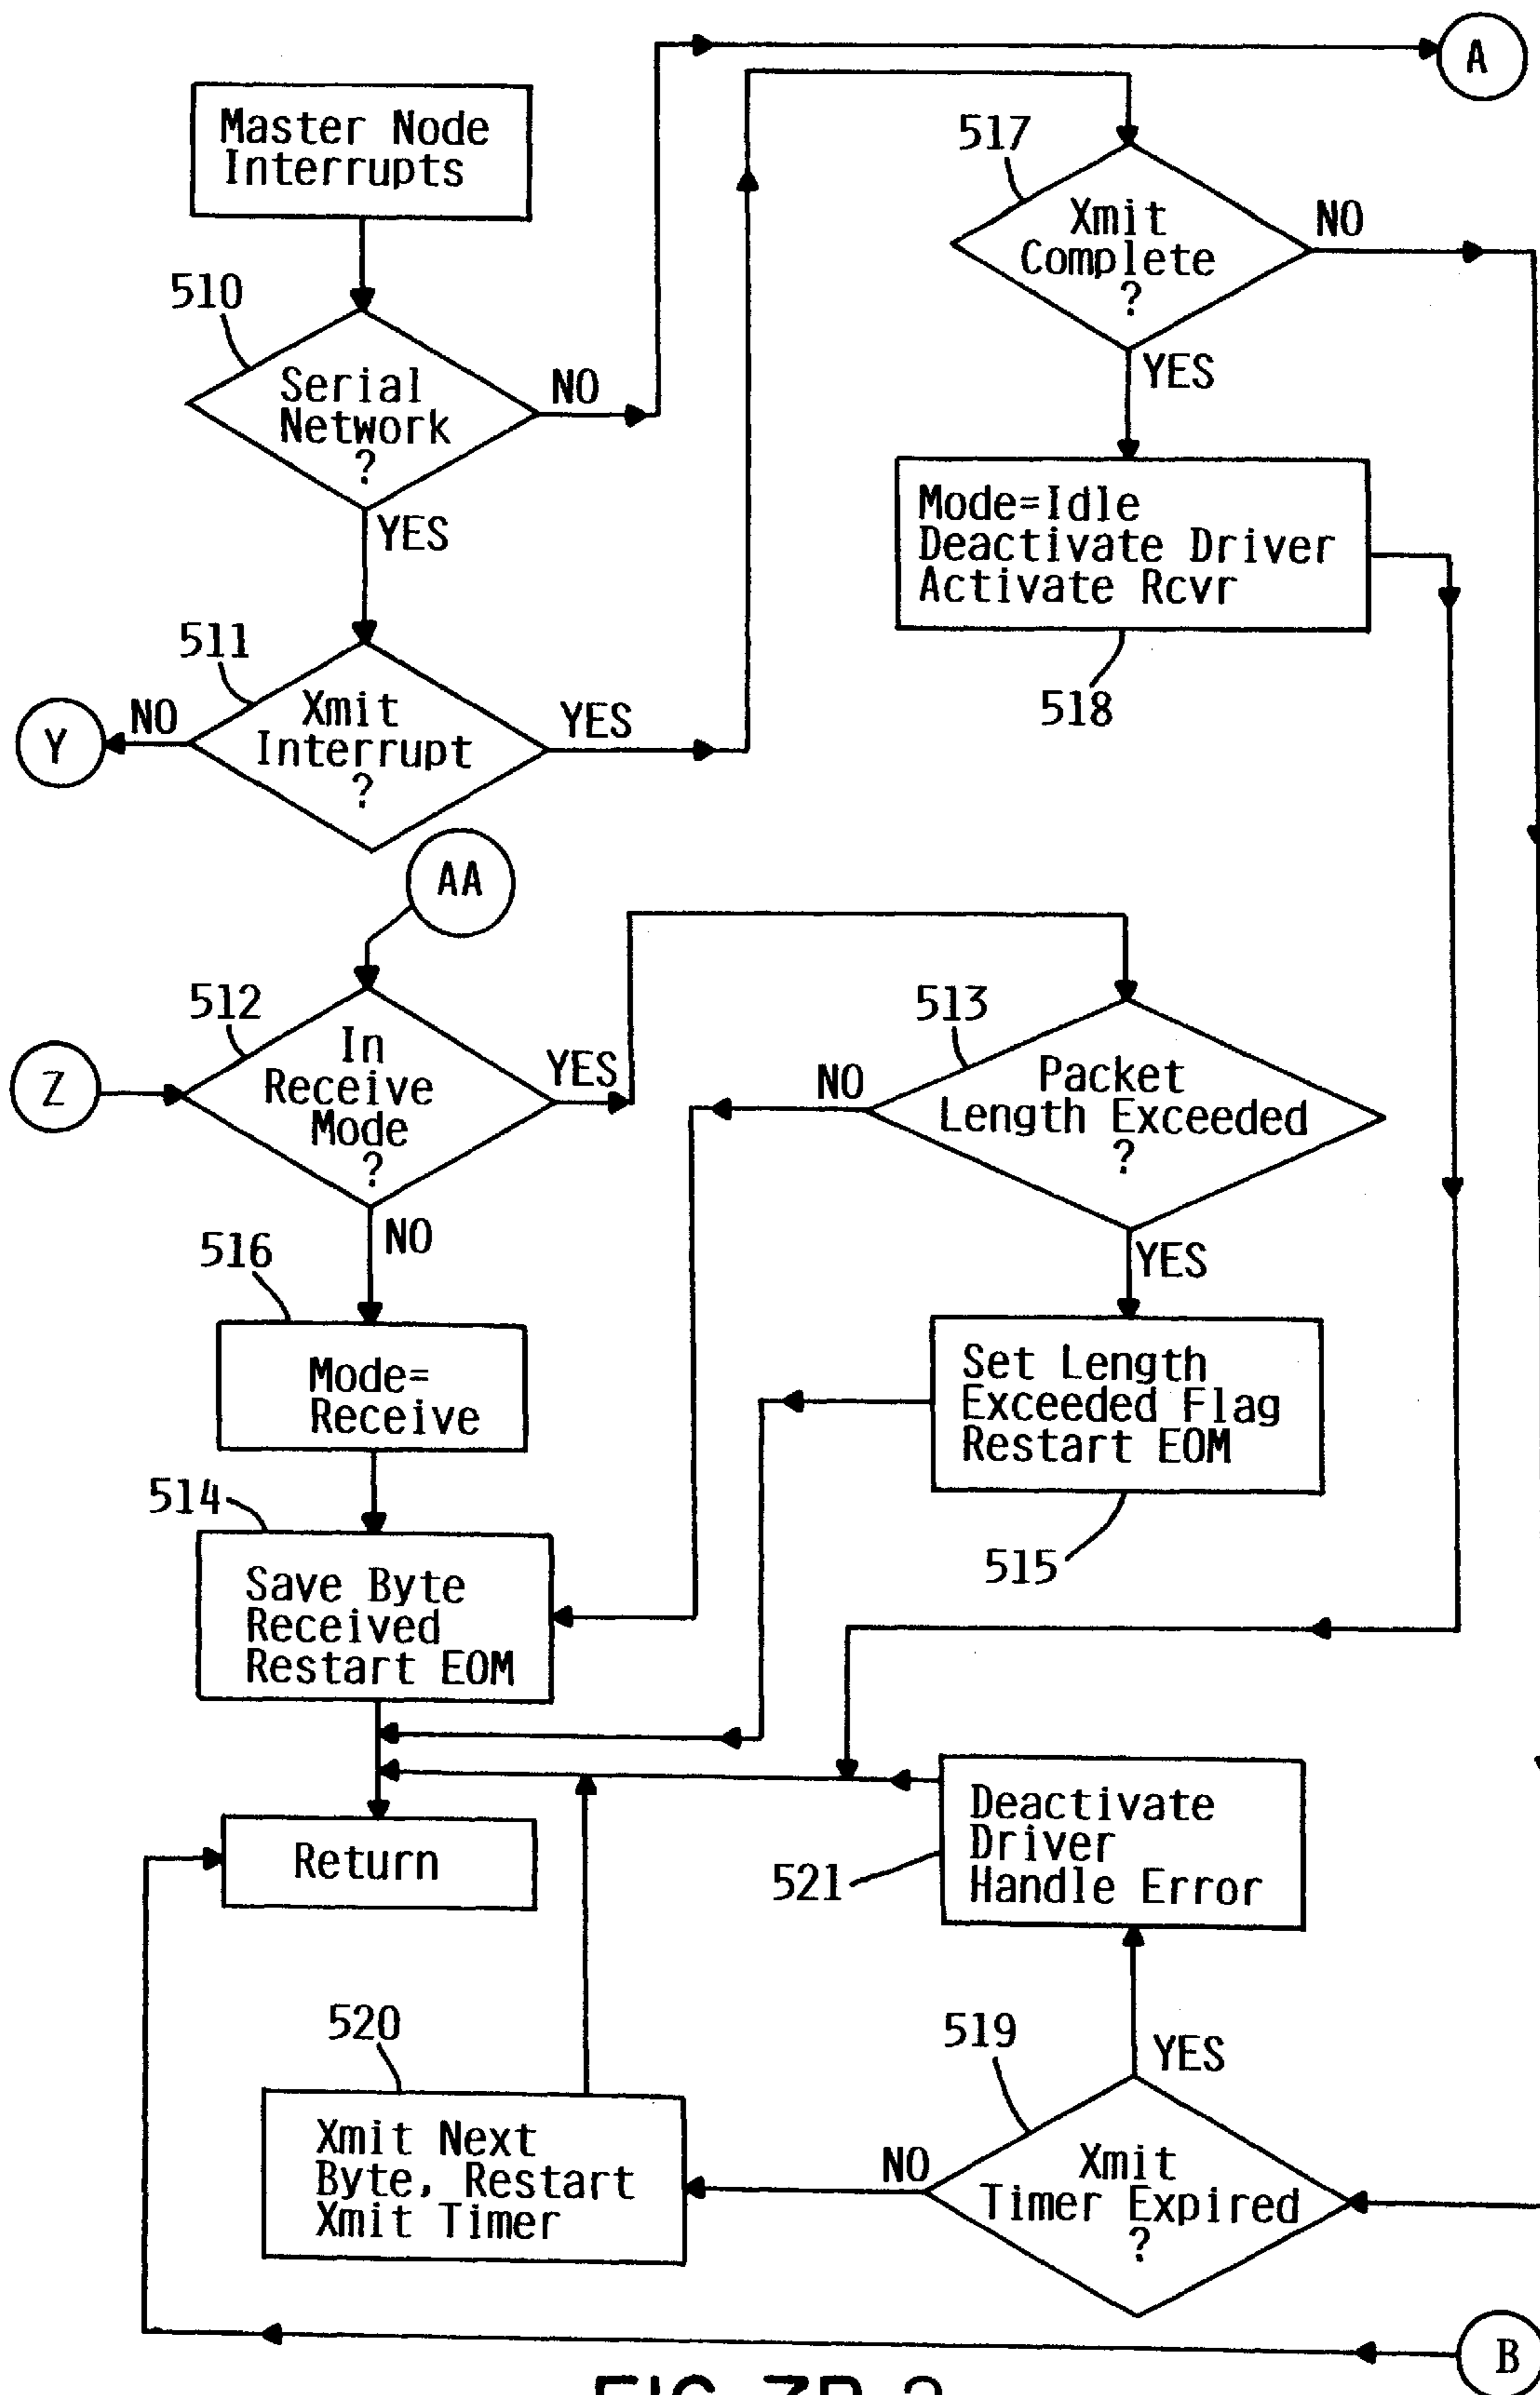 A
Master Node
Interrupts
517
Xmit
Complete
?
NO
YES
510
Serial
Network
?
NO
YES
Mode=Idle
Deactivate Driver
Activate Rcvr
518
511
Xmit
Interrupt
?
NO
YES
Y
AA
512
In
Receive
Mode
?
YES
NO
Z
513
Packet
Length Exceeded
?
NO
YES
516
Mode=
Receive
Set Length
Exceeded Flag
Restart EOM
515
514
Save Byte
Received
Restart EOM
Return
Deactivate
Driver
Handle Error
521
520
Xmit Next
Byte, Restart
Xmit Timer
519
YES
NO
Xmit
Timer Expired
?
B